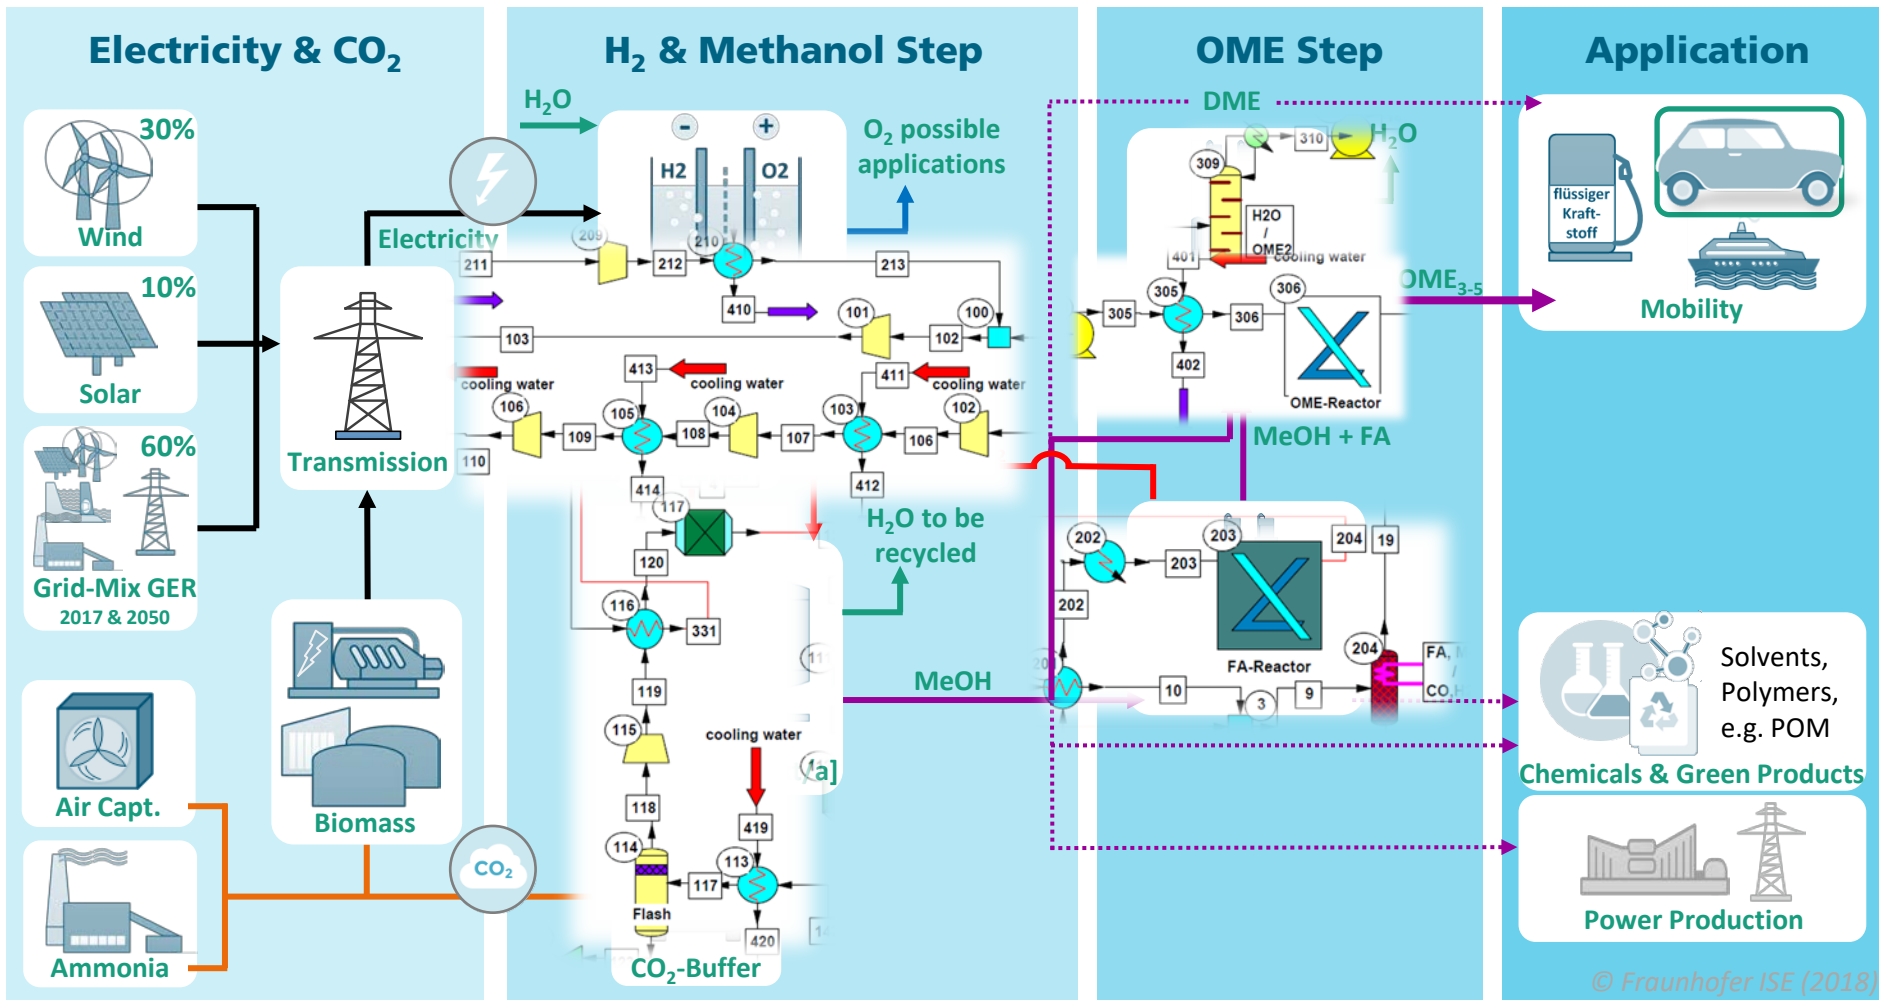 Electricity & CO₂
H₂ & Methanol Step
OME Step
Application
30%
Wind
10%
Solar
60%
Grid-Mix GER
2017 & 2050
Air Capt.
Ammonia
Transmission
Biomass
Electricity
CO₂
H₂O
H2
O2
O₂ possible
applications
209
210
211
212
213
410
101
100
103
102
413
411
cooling water
cooling water
cooling water
106
105
104
103
102
109
108
107
106
110
414
412
117
H₂O to be
recycled
120
116
331
119
MeOH
115
cooling water
a]
118
419
114
113
117
Flash
420
CO₂-Buffer
DME
309
310
H₂O
H2O
/
OME2
401
cooling water
305
306
305
306
402
OME-Reactor
OME₃₋₅
MeOH + FA
202
203
204
19
203
202
FA-Reactor
204
FA,
/
10
3
9
flüssiger
Kraft-
stoff
Mobility
Solvents,
Polymers,
e.g. POM
Chemicals & Green Products
Power Production
© Fraunhofer ISE (2018)